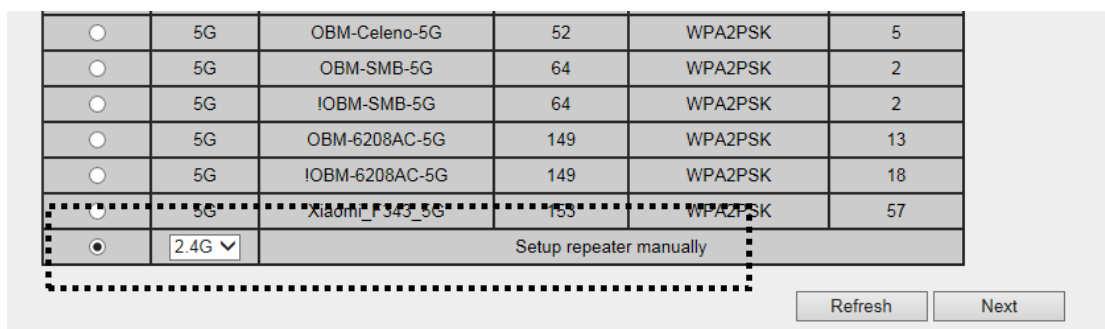 5G OBM-Celeno-5G 52 WPA2PSK 5
5G OBM-SMB-5G 64 WPA2PSK 2
!OBM-SMB-5G 64 WPA2PSK 2
5G OBM-6208AC-5G 149 WPA2PSK 13
5G !OBM-6208AC-5G 149 WPA2PSK 18
5G Xiaomi_F343_5G 153 WPA2PSK 57
2.4G Setup repeater manually
Refresh Next